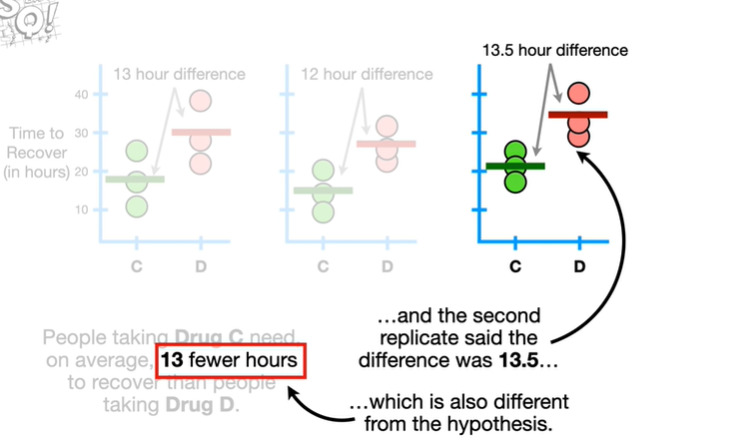 SQ!
13 hour difference
12 hour difference
13.5 hour difference
Time to
Recover
(in hours)
40
30
20
10
C
D
C
D
C
D
People taking Drug C need,
on average, 13 fewer hours
to recover than people
taking Drug D.
...and the second
replicate said the
difference was 13.5...
...which is also different
from the hypothesis.